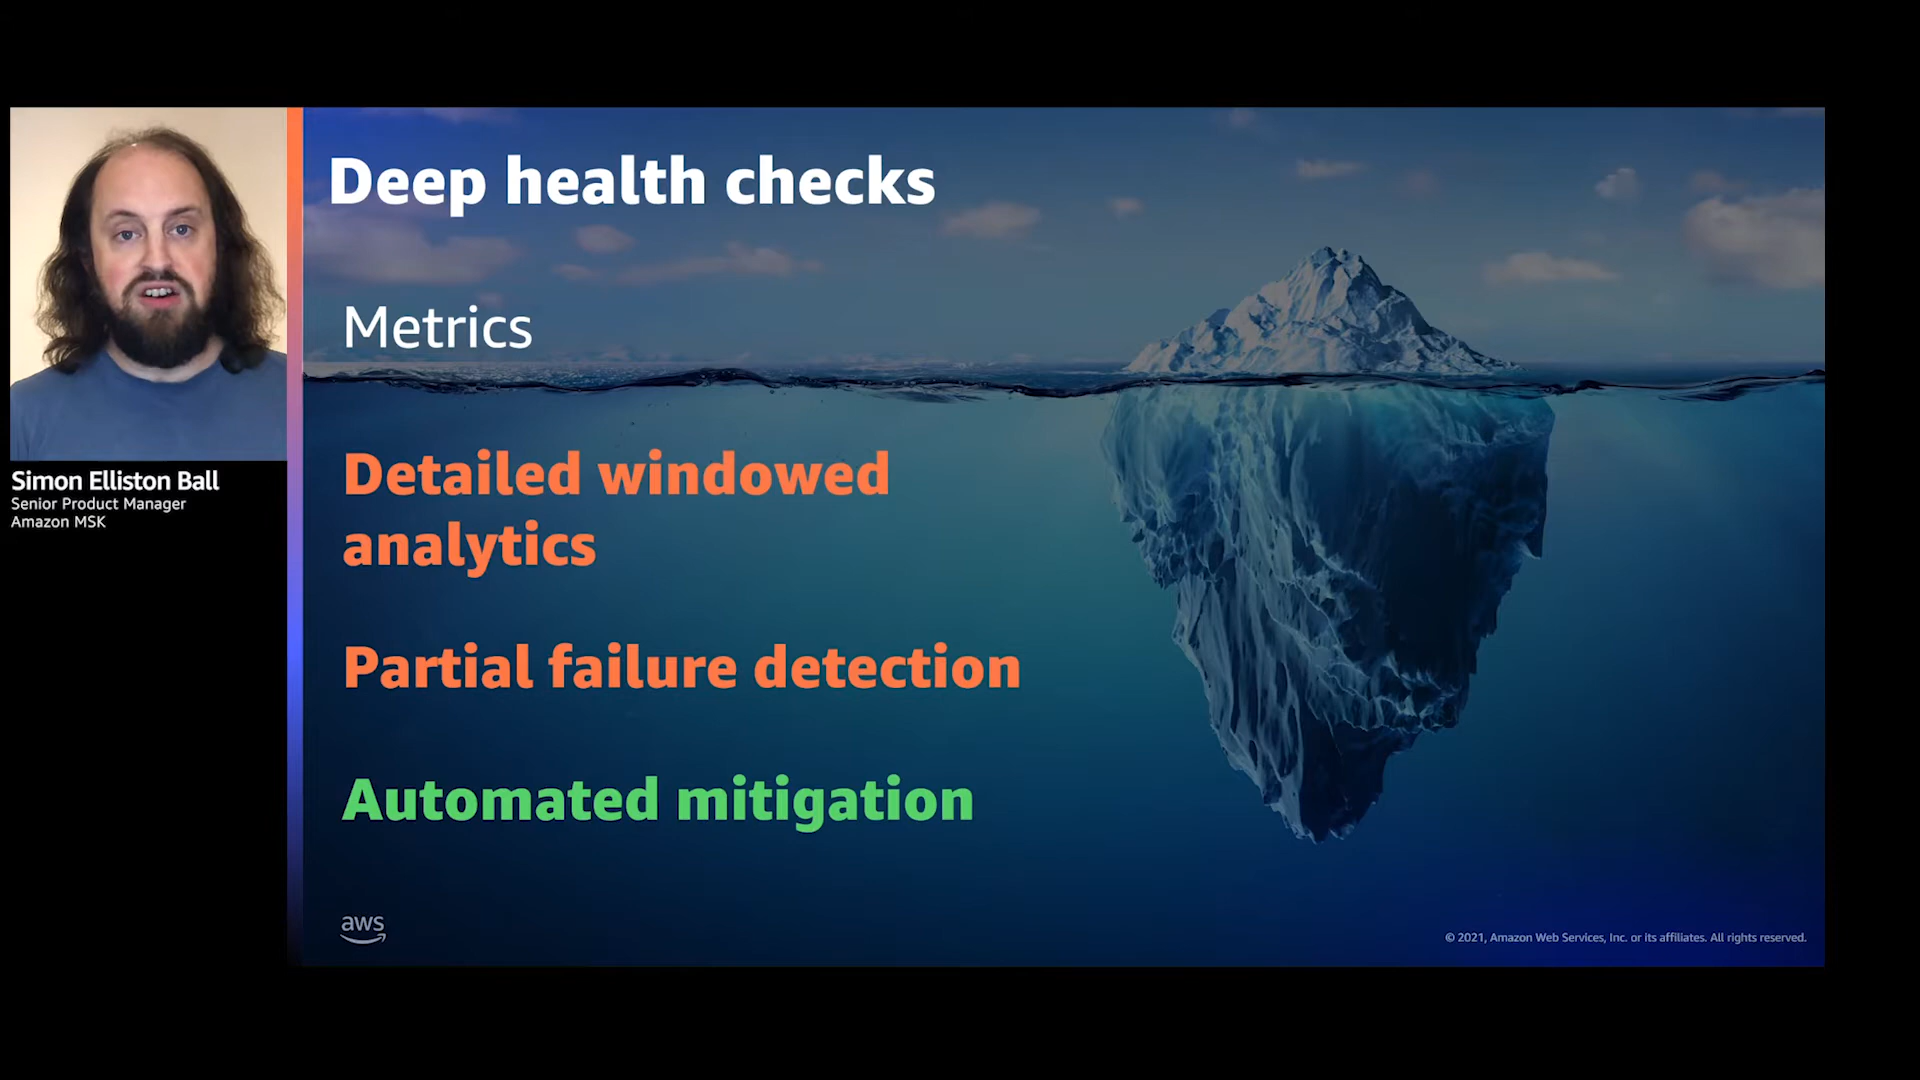 Deep health checks
Metrics
Detailed windowed
analytics
Partial failure detection
Automated mitigation
Simon Elliston Ball
Senior Product Manager
Amazon MSK
aws
© 2021, Amazon Web Services, Inc. or its affiliates. All rights reserved.